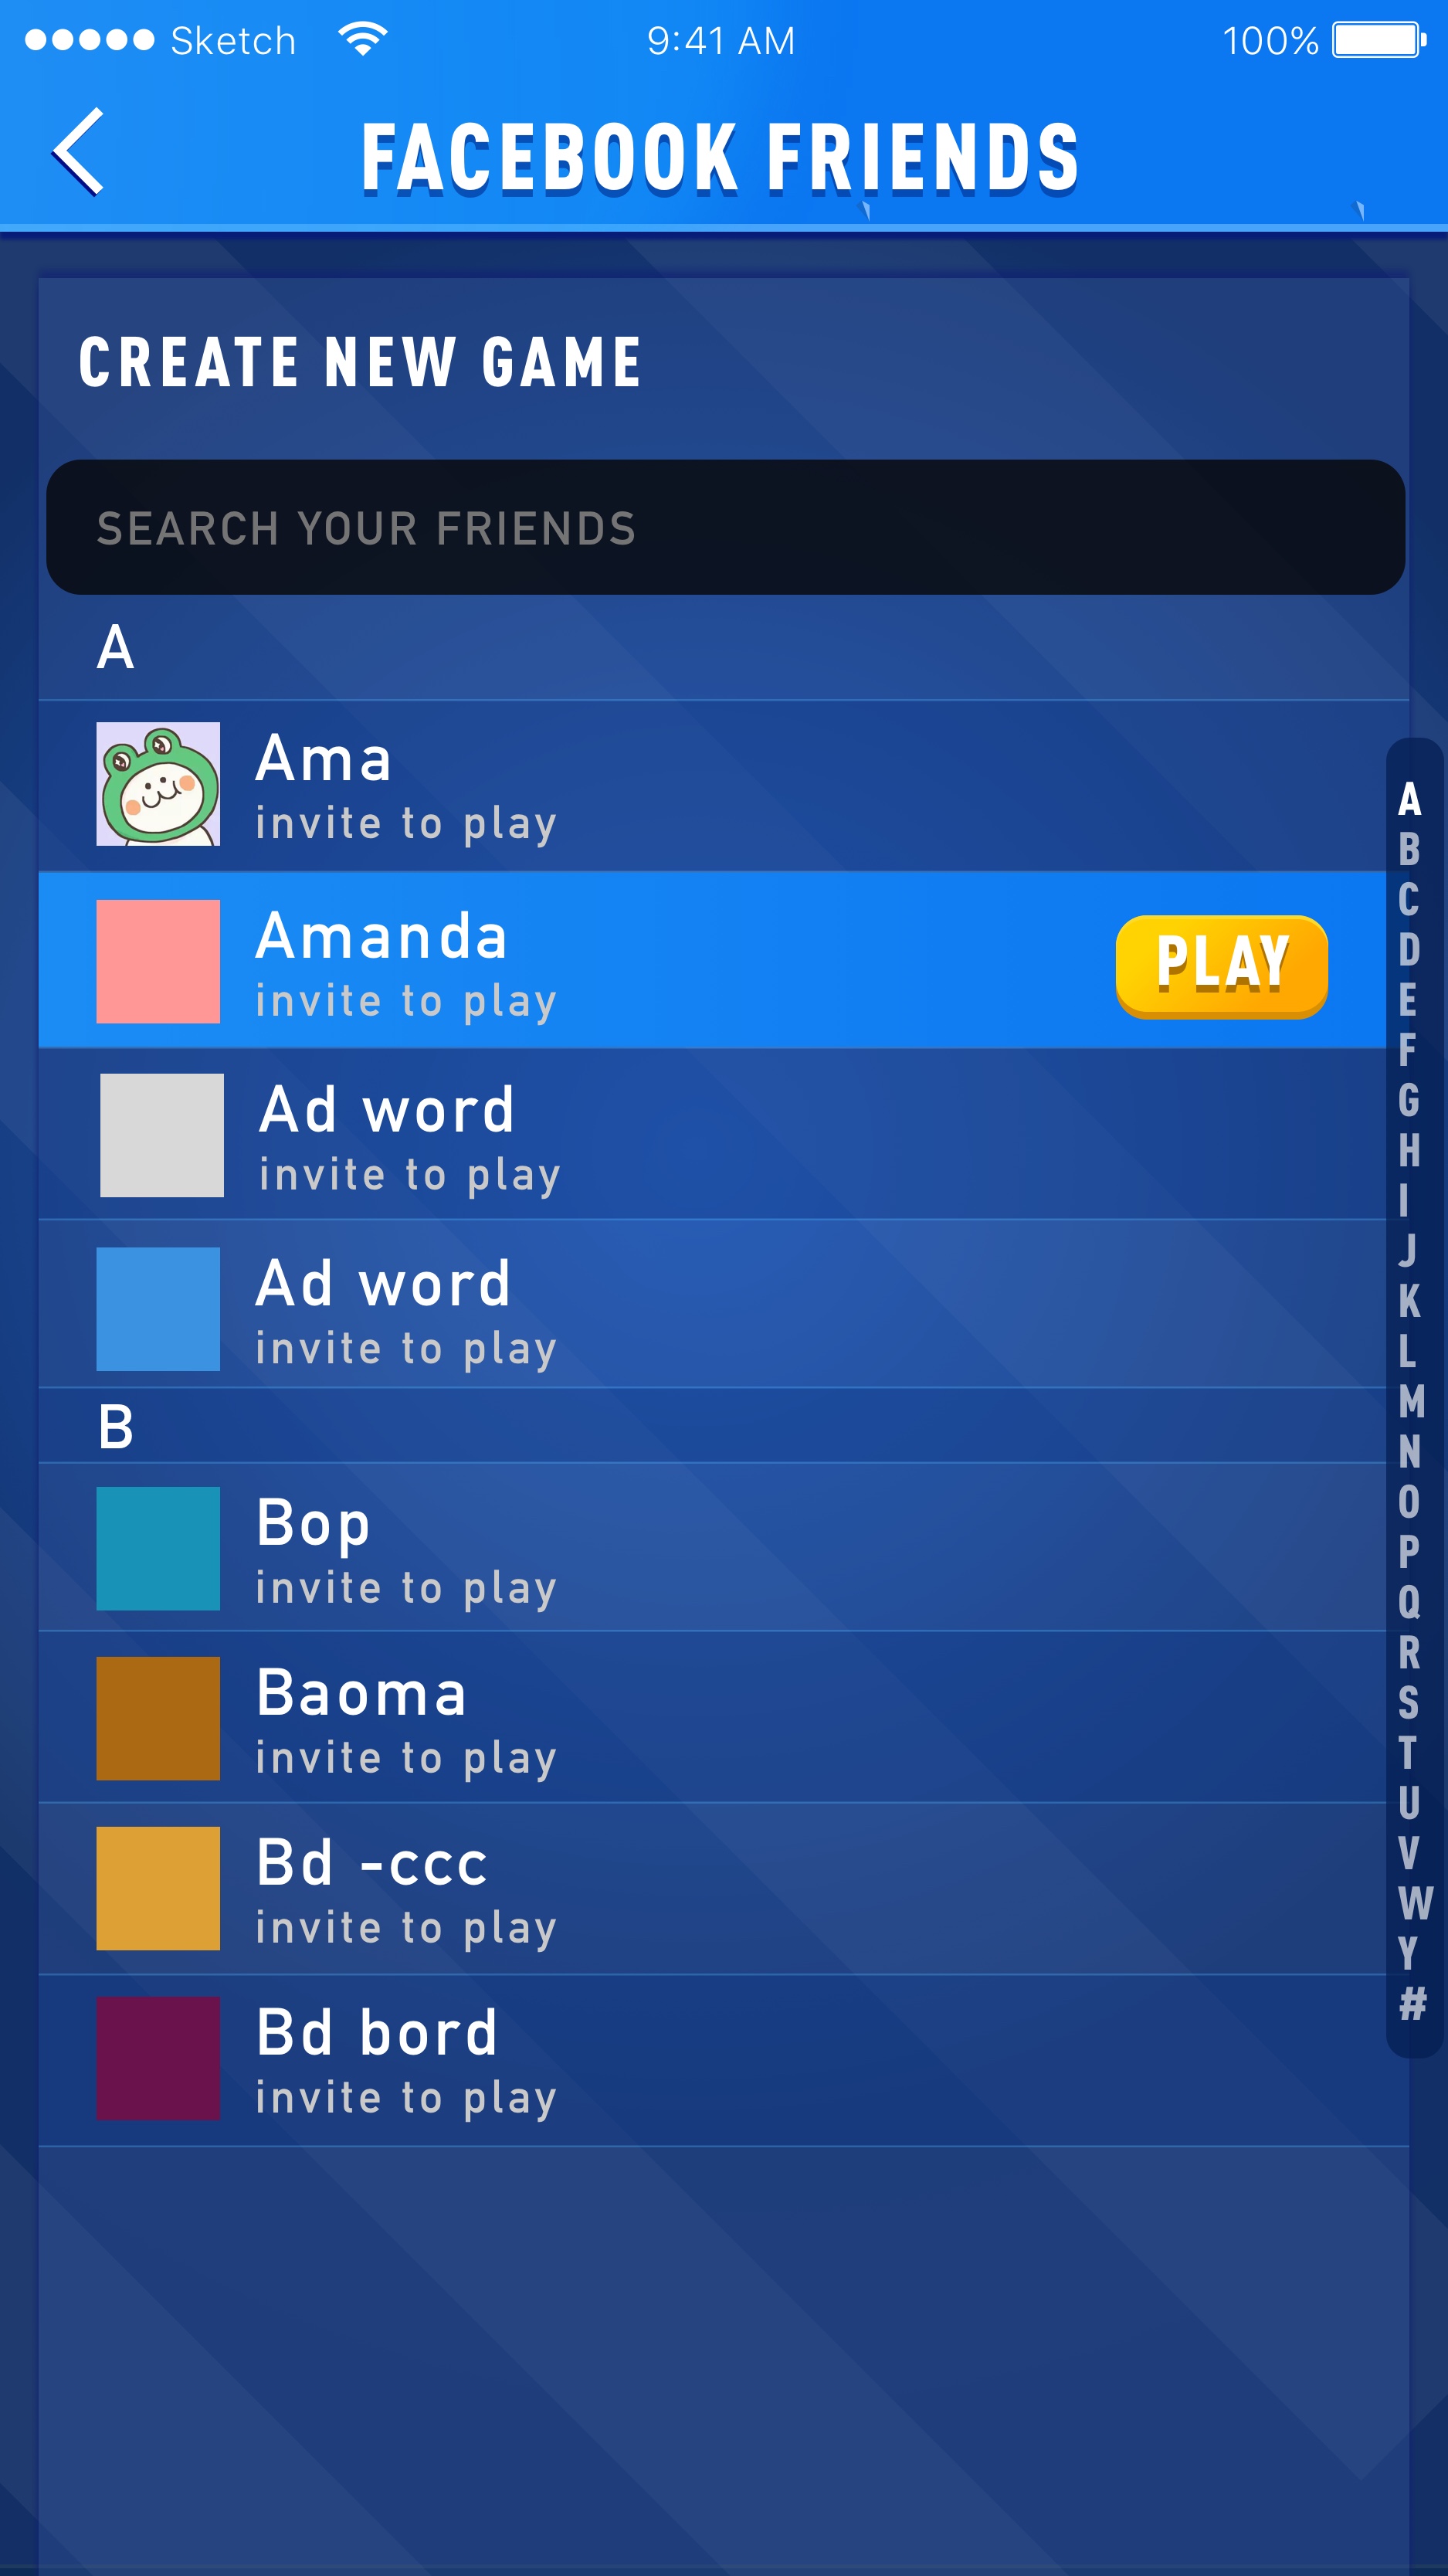 Sketch 9:41 AM 100%
FACEBOOK FRIENDS
CREATE NEW GAME
SEARCH YOUR FRIENDS
A
Ama
invite to play
Amanda
invite to play
PLAY
Ad word
invite to play
Ad word
invite to play
B
Bop
invite to play
Baoma
invite to play
Bd -ccc
invite to play
Bd bord
invite to play
A
B
C
D
E
F
G
H
I
J
K
L
M
N
O
P
Q
R
S
T
U
V
W
Y
#